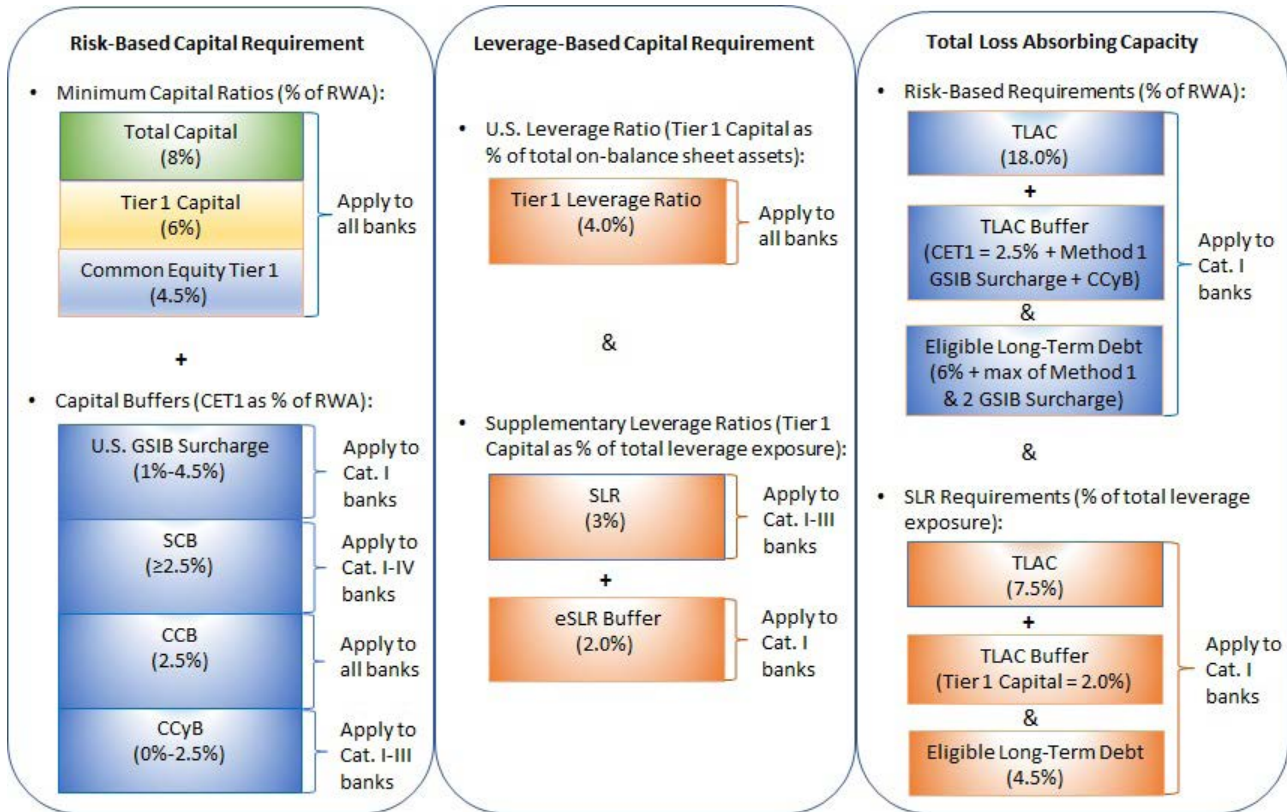 Risk-Based Capital Requirement
• Minimum Capital Ratios (% of RWA):
Total Capital
(8%)
Tier 1 Capital
(6%)
Common Equity Tier 1
(4.5%)
Apply to
all banks
+
• Capital Buffers (CET1 as % of RWA):
U.S. GSIB Surcharge
(1%-4.5%)
Apply to
Cat. I
banks
SCB
(≥2.5%)
Apply to
Cat. I-IV
banks
CCB
(2.5%)
Apply to
all banks
CCyB
(0%-2.5%)
Apply to
Cat. I-III
banks
Leverage-Based Capital Requirement
• U.S. Leverage Ratio (Tier 1 Capital as
% of total on-balance sheet assets):
Tier 1 Leverage Ratio
(4.0%)
Apply to
all banks
&
• Supplementary Leverage Ratios (Tier 1
Capital as % of total leverage exposure):
SLR
(3%)
Apply to
Cat. I-III
banks
+
eSLR Buffer
(2.0%)
Apply to
Cat. I
banks
Total Loss Absorbing Capacity
• Risk-Based Requirements (% of RWA):
TLAC
(18.0%)
+
TLAC Buffer
(CET1 = 2.5% + Method 1
GSIB Surcharge + CCyB)
&
Eligible Long-Term Debt
(6% + max of Method 1
& 2 GSIB Surcharge)
Apply to
Cat. I
banks
&
• SLR Requirements (% of total leverage
exposure):
TLAC
(7.5%)
+
TLAC Buffer
(Tier 1 Capital = 2.0%)
&
Eligible Long-Term Debt
(4.5%)
Apply to
Cat. I
banks